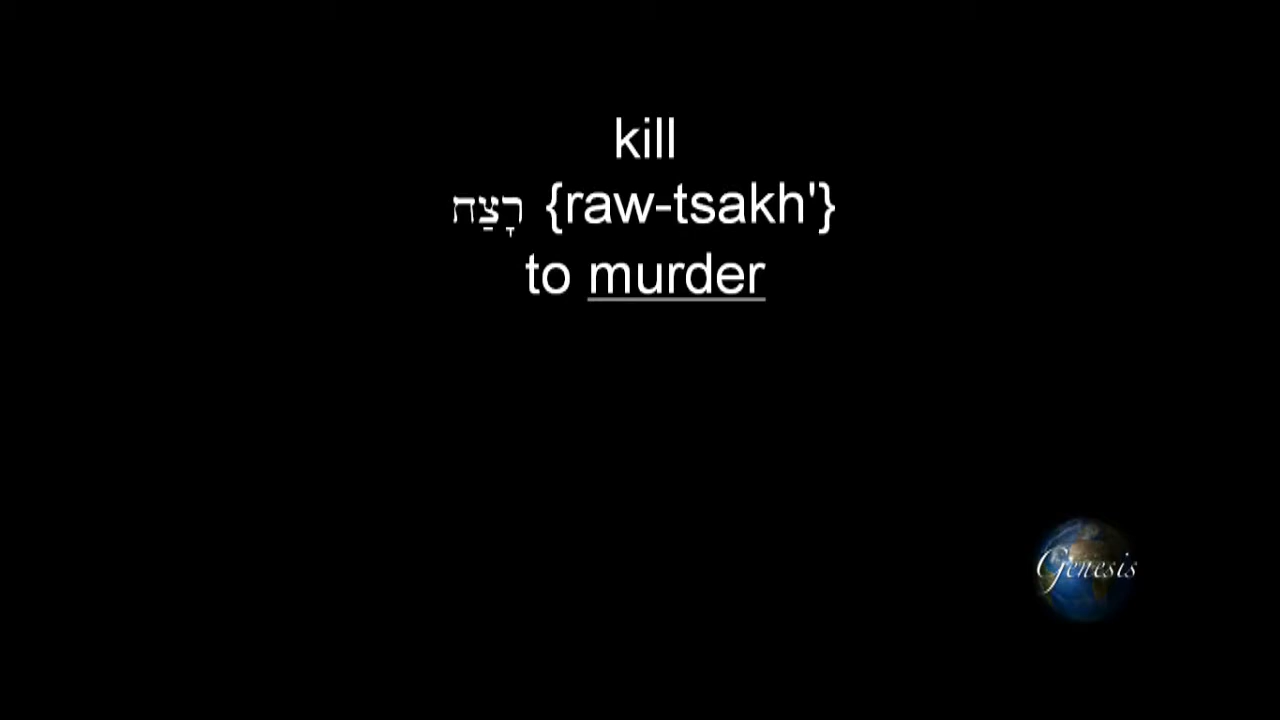 kill
רָצַח {raw-tsakh'}
to murder
Genesis